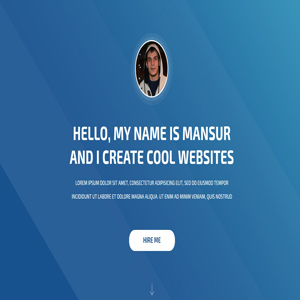 HELLO, MY NAME IS MANSUR
AND I CREATE COOL WEBSITES
LOREM IPSUM DOLOR SIT AMET, CONSECTETUR ADIPISICING ELIT, SED DO EIUSMOD TEMPOR
INCIDIDUNT UT LABORE ET DOLORE MAGNA ALIQUA. UT ENIM AD MINIM VENIAM, QUIS NOSTRUD
HIRE ME